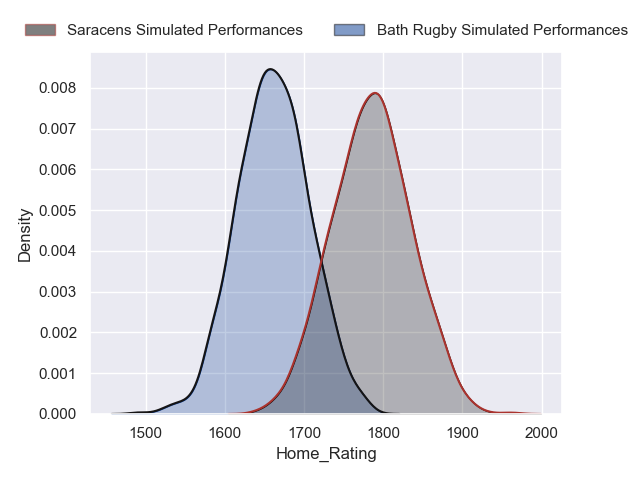 Saracens Simulated Performances
Bath Rugby Simulated Performances
0.008
0.007
0.006
0.005
0.004
0.003
0.002
0.001
0.000
Density
1500 1600 1700 1800 1900 2000
Home_Rating